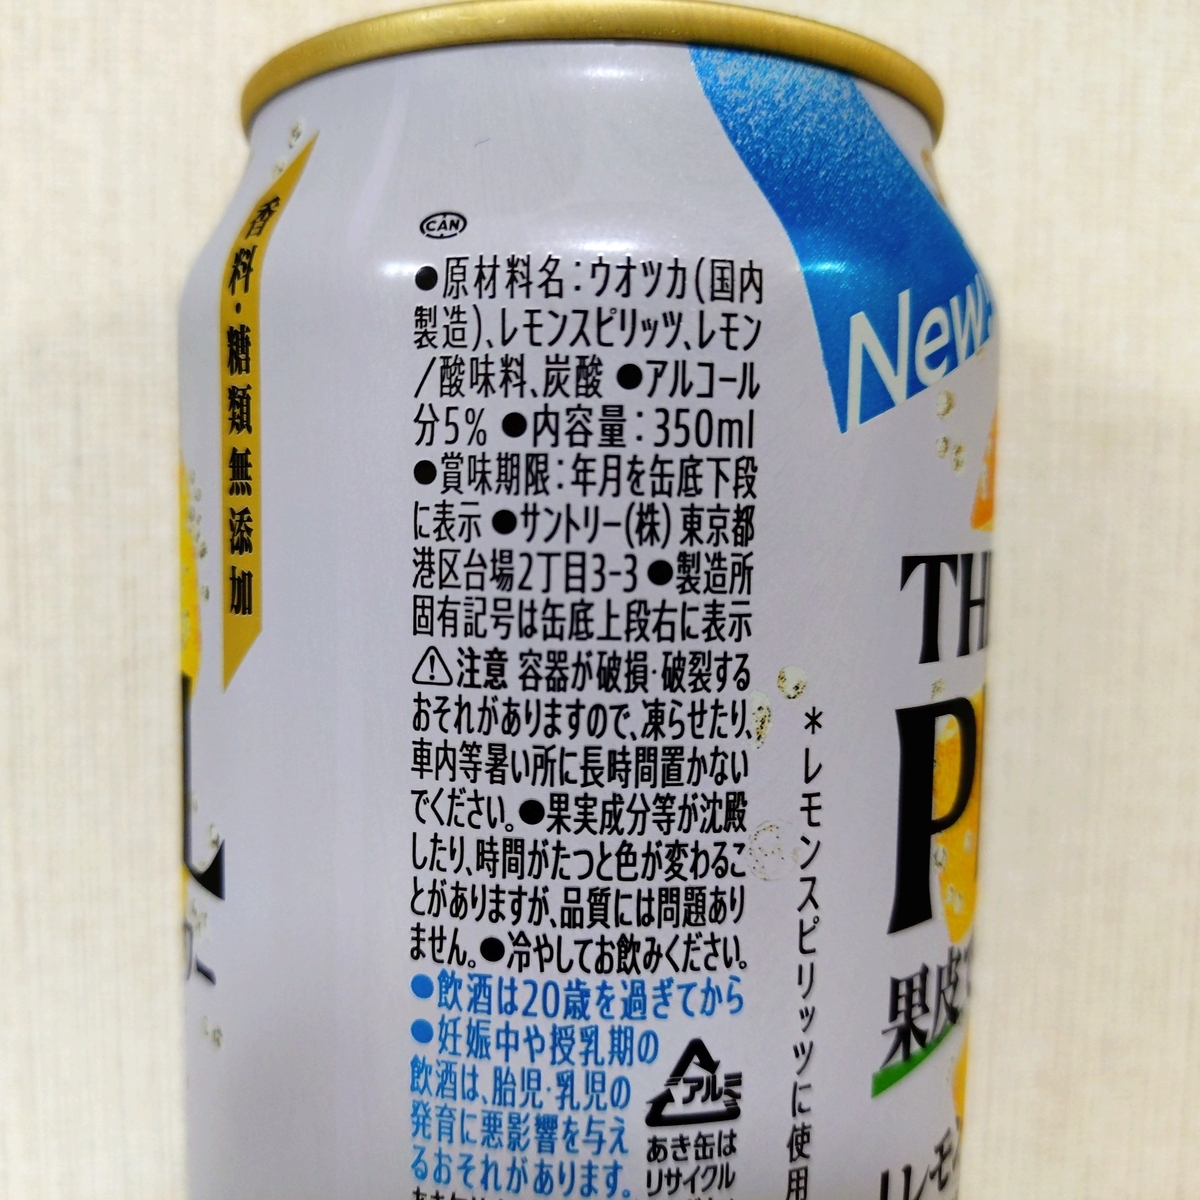 CAN
香料・糖類無添加
●原材料名：ウオツカ(国内
製造)、レモンスピリッツ、レモン
/酸味料、炭酸 ●アルコール
分5% ●内容量：350ml
●賞味期限：年月を缶底下段
に表示 ●サントリー(株) 東京都
港区台場2丁目3-3 ●製造所
固有記号は缶底上段右に表示
⚠注意 容器が破損・破裂する
おそれがありますので、凍らせたり、
車内等暑い所に長時間置かない
でください。●果実成分等が沈殿
したり、時間がたつと色が変わるこ
とがありますが、品質には問題あり
ません。●冷やしてお飲みください。
●飲酒は20歳を過ぎてから
●妊娠中や授乳期の
飲酒は、胎児・乳児の
発育に悪影響を与え
るおそれがあります。
アルミ
あき缶は
リサイクル
*レモンスピリッツに使用
New
TH
P
果皮
レモ